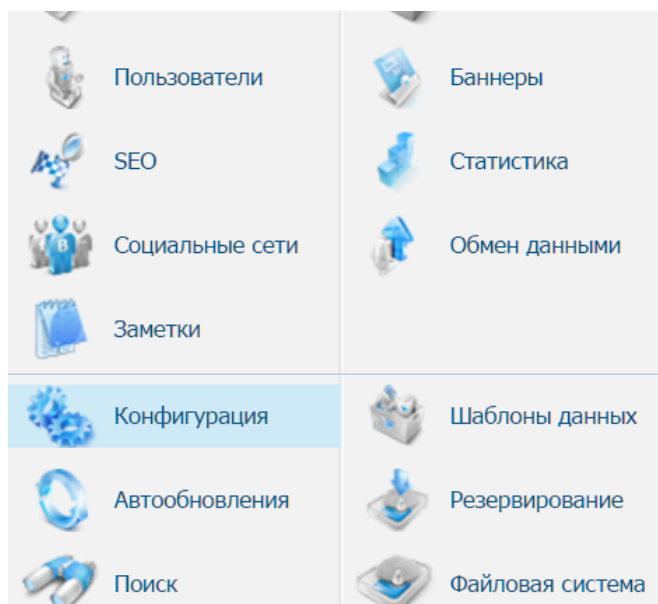 Пользователи
Баннеры
SEO
Статистика
Социальные сети
Обмен данными
Заметки
Конфигурация
Шаблоны данных
Автообновления
Резервирование
Поиск
Файловая система